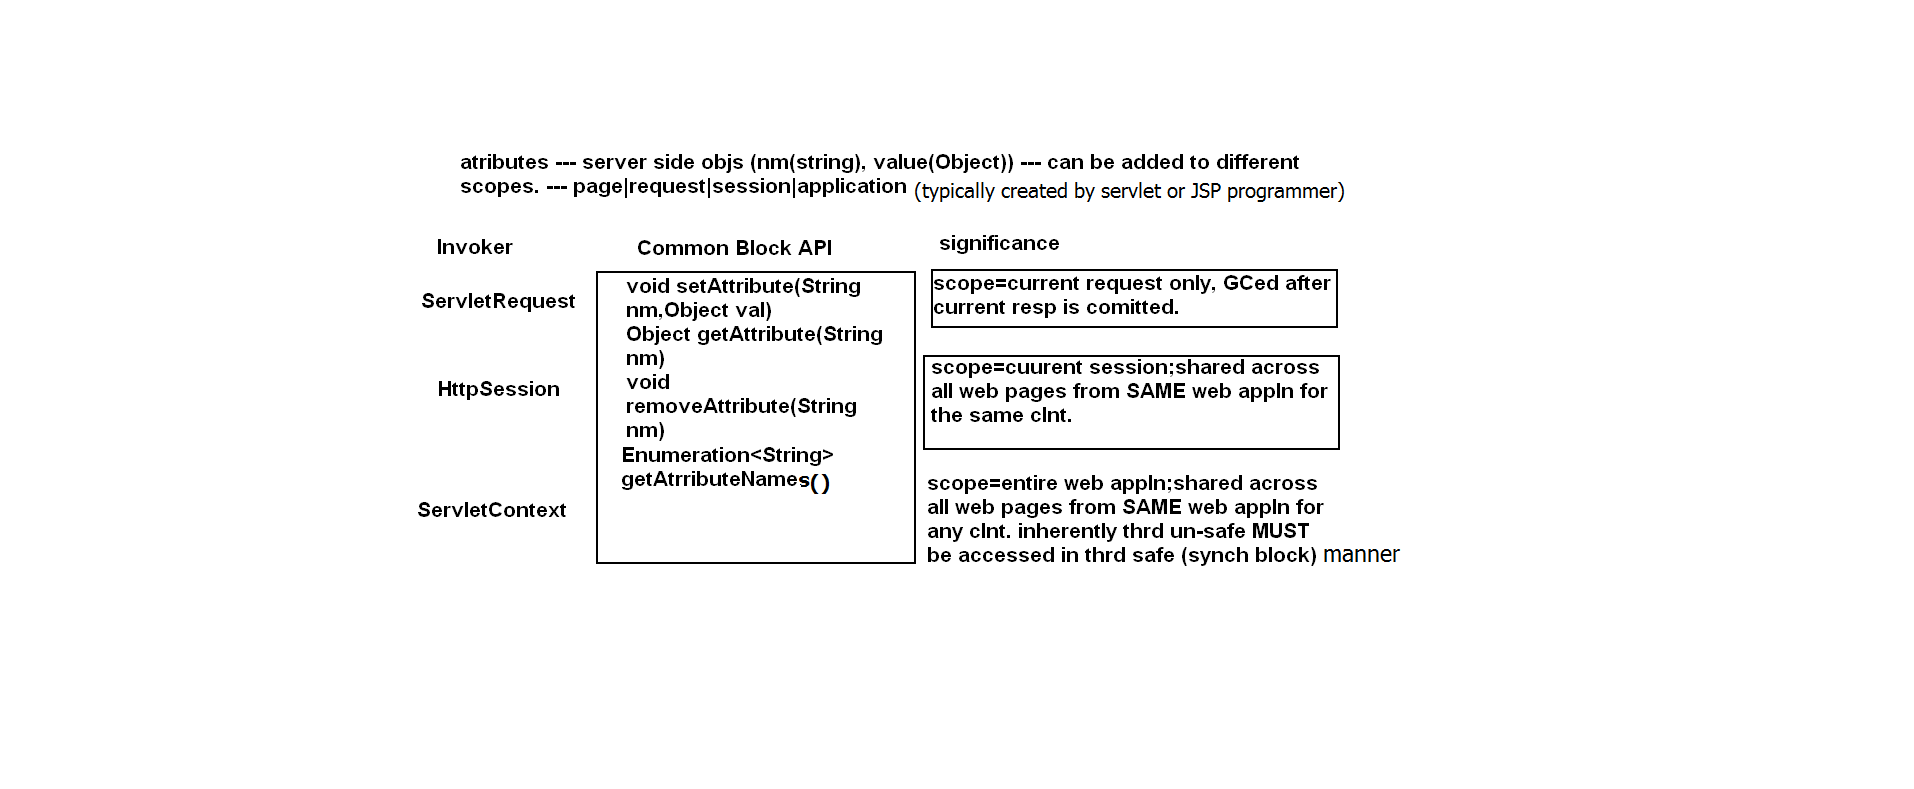 atributes --- server side objs (nm(string), value(Object)) --- can be added to different
scopes. --- page|request|session|application (typically created by servlet or JSP programmer)
Invoker
Common Block API
significance
ServletRequest
void setAttribute(String
nm,Object val)
Object getAttribute(String
nm)
void
removeAttribute(String
nm)
Enumeration<String>
getAtrributeNames()
scope=current request only, GCed after
current resp is comitted.
HttpSession
scope=cuurent session;shared across
all web pages from SAME web appln for
the same clnt.
ServletContext
scope=entire web appln;shared across
all web pages from SAME web appln for
any clnt. inherently thrd un-safe MUST
be accessed in thrd safe (synch block) manner